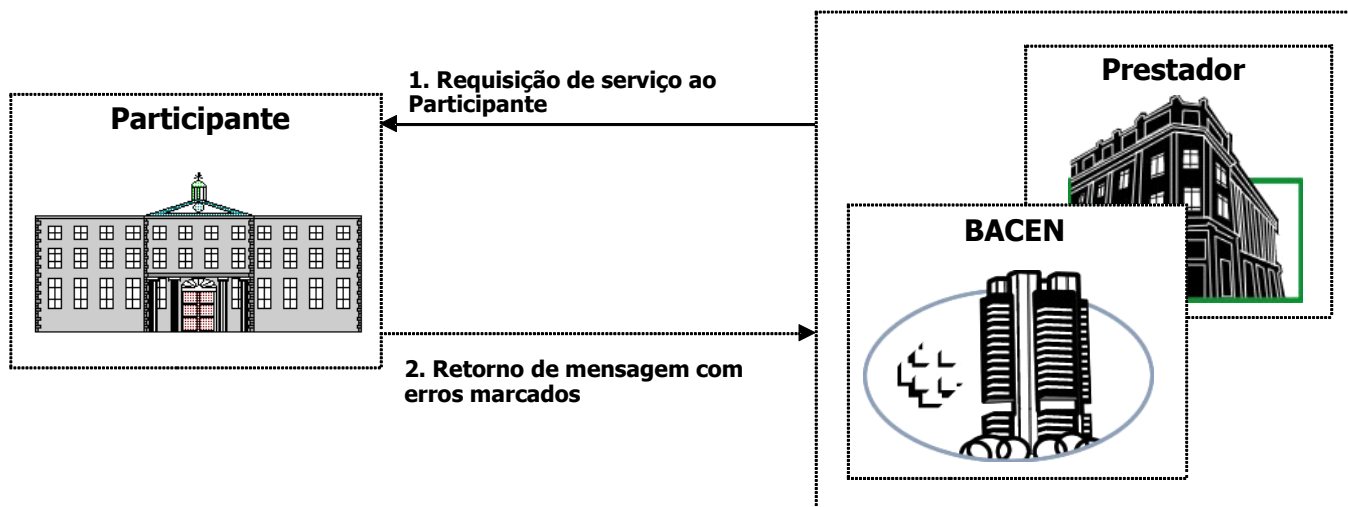 Participante
1. Requisição de serviço ao
Participante
2. Retorno de mensagem com
erros marcados
Prestador
BACEN